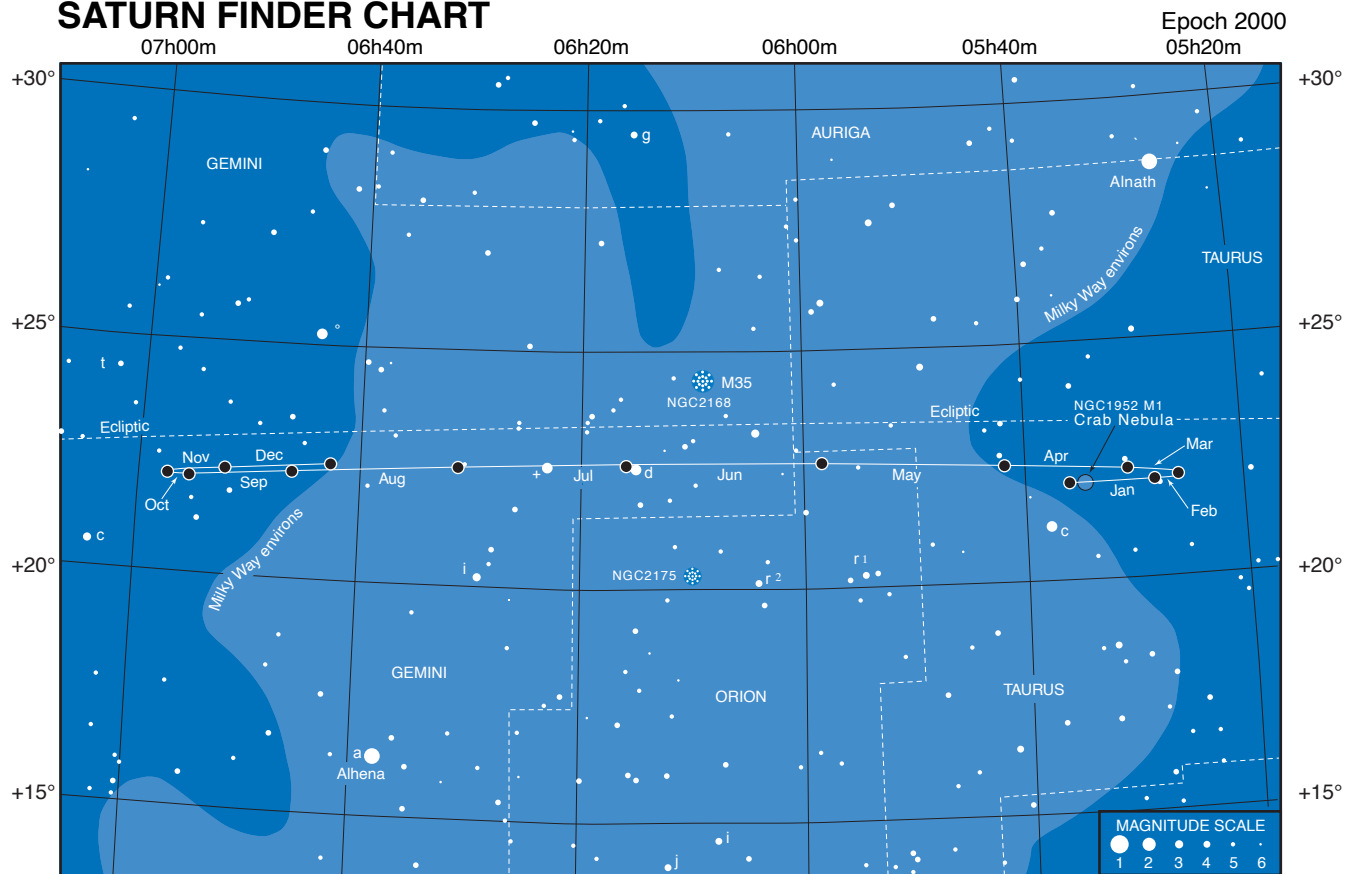 SATURN FINDER CHART
Epoch 2000
07h00m 06h40m 06h20m 06h00m 05h40m 05h20m
+30° +30°
g AURIGA
GEMINI
Alnath
TAURUS
Milky Way environs
+25° +25°
t
M35
NGC2168
NGC1952 M1
Ecliptic Ecliptic
Crab Nebula
Nov Dec Apr Mar
Sep Aug + Jul d Jun May Jan
Oct Feb
c c
+20° +20°
i NGC2175 r 2 r 1
Milky Way environs
GEMINI ORION TAURUS
a
Alhena
+15° +15°
MAGNITUDE SCALE
i
j
1 2 3 4 5 6